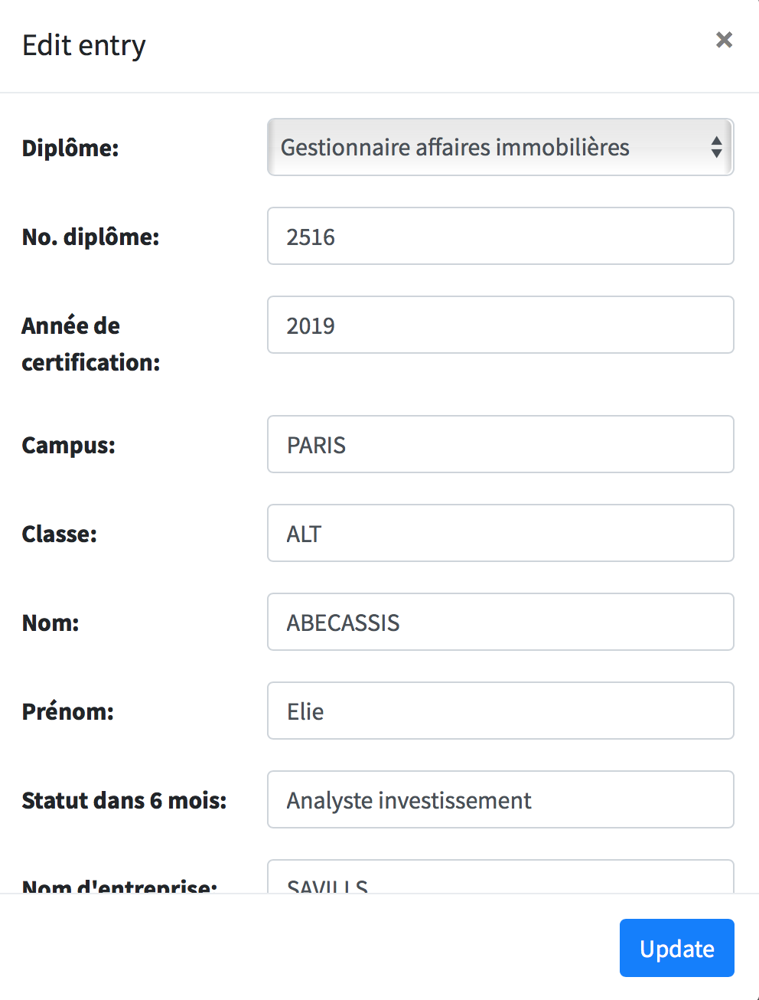 Edit entry ×
Diplôme: Gestionnaire affaires immobilières
No. diplôme: 2516
Année de 2019
certification:
Campus: PARIS
Classe: ALT
Nom: ABECASSIS
Prénom: Elie
Statut dans 6 mois: Analyste investissement
Nom d'entreprise: SAVILLS
Update